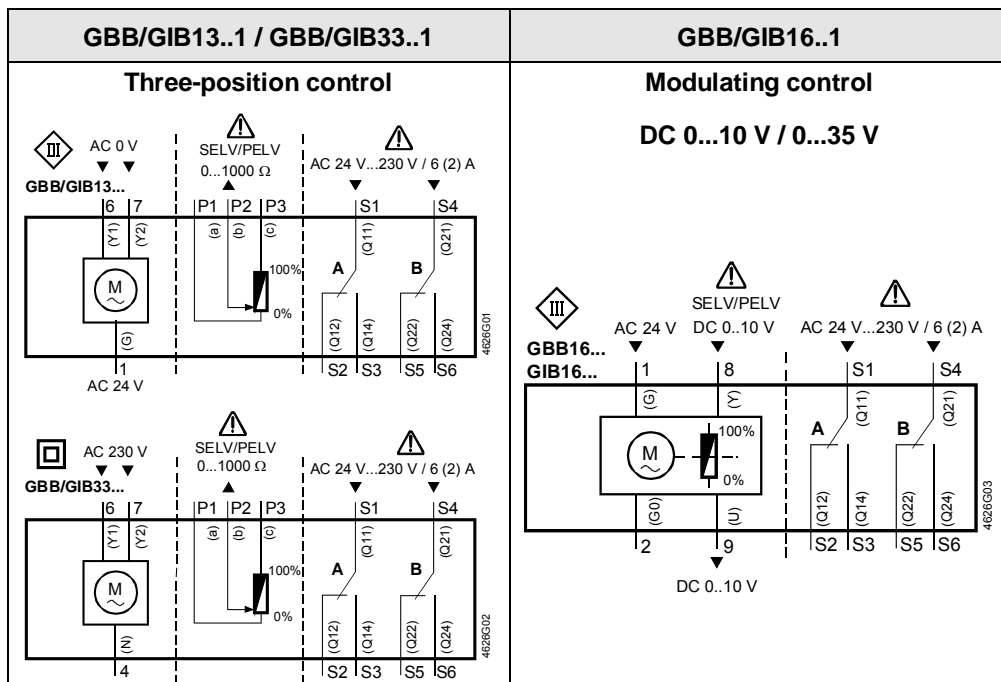 GBB/GIB13..1 / GBB/GIB33..1
GBB/GIB16..1
Three-position control
III
AC 0 V
SELV/PELV
0...1000 Ω
AC 24 V...230 V / 6 (2) A
GBB/GIB13...
6 7 P1 P2 P3 S1 S4
(Y1) (Y2) (a) (b) (c) (Q11) (Q21)
M
100%
0%
A B
(G) (Q12) (Q14) (Q22) (Q24)
1 S2 S3 S5 S6
AC 24 V
4626G01
AC 230 V
SELV/PELV
0...1000 Ω
AC 24 V...230 V / 6 (2) A
GBB/GIB33...
6 7 P1 P2 P3 S1 S4
(Y1) (Y2) (a) (b) (c) (Q11) (Q21)
M
100%
0%
A B
(N) (Q12) (Q14) (Q22) (Q24)
4 S2 S3 S5 S6
4626G02
Modulating control
DC 0...10 V / 0...35 V
III
SELV/PELV
AC 24 V DC 0..10 V AC 24 V...230 V / 6 (2) A
GBB16...
GIB16...
1 8 S1 S4
(G) (Y) (Q11) (Q21)
M
100%
0%
A B
(G0) (U) (Q12) (Q14) (Q22) (Q24)
2 9 S2 S3 S5 S6
DC 0..10 V
4626G03